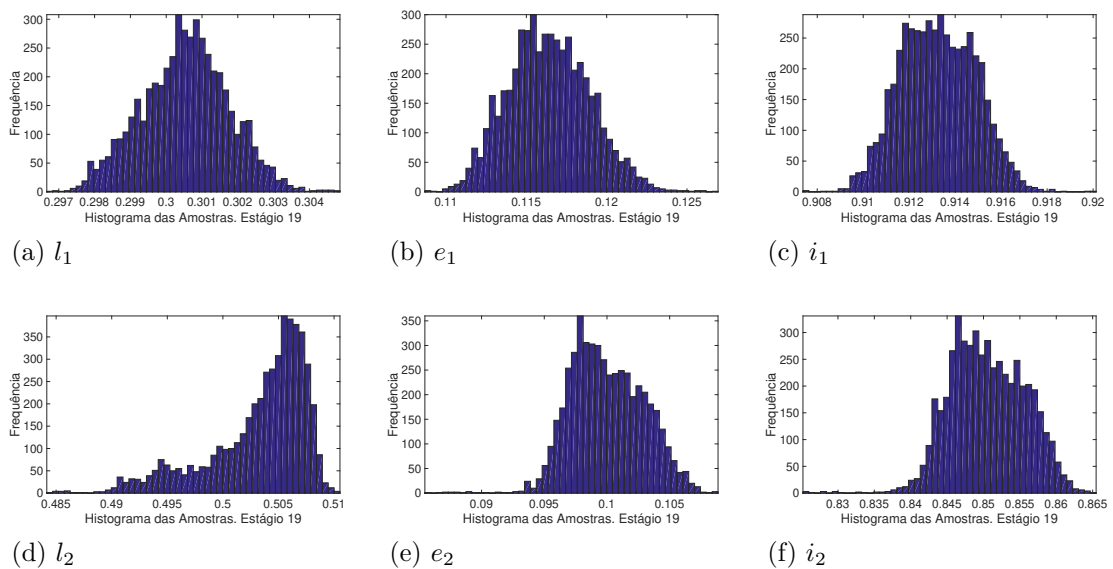 300
250
200
150
100
50
0
Frequência
0.297 0.298 0.299 0.3 0.301 0.302 0.303 0.304
Histograma das Amostras. Estágio 19
(a) l₁
300
250
200
150
100
50
0
Frequência
0.11 0.115 0.12 0.125
Histograma das Amostras. Estágio 19
(b) e₁
250
200
150
100
50
0
Frequência
0.908 0.91 0.912 0.914 0.916 0.918 0.92
Histograma das Amostras. Estágio 19
(c) i₁
350
300
250
200
150
100
50
0
Frequência
0.485 0.49 0.495 0.5 0.505 0.51
Histograma das Amostras. Estágio 19
(d) l₂
350
300
250
200
150
100
50
0
Frequência
0.09 0.095 0.1 0.105
Histograma das Amostras. Estágio 19
(e) e₂
300
250
200
150
100
50
0
Frequência
0.83 0.835 0.84 0.845 0.85 0.855 0.86 0.865
Histograma das Amostras. Estágio 19
(f) i₂